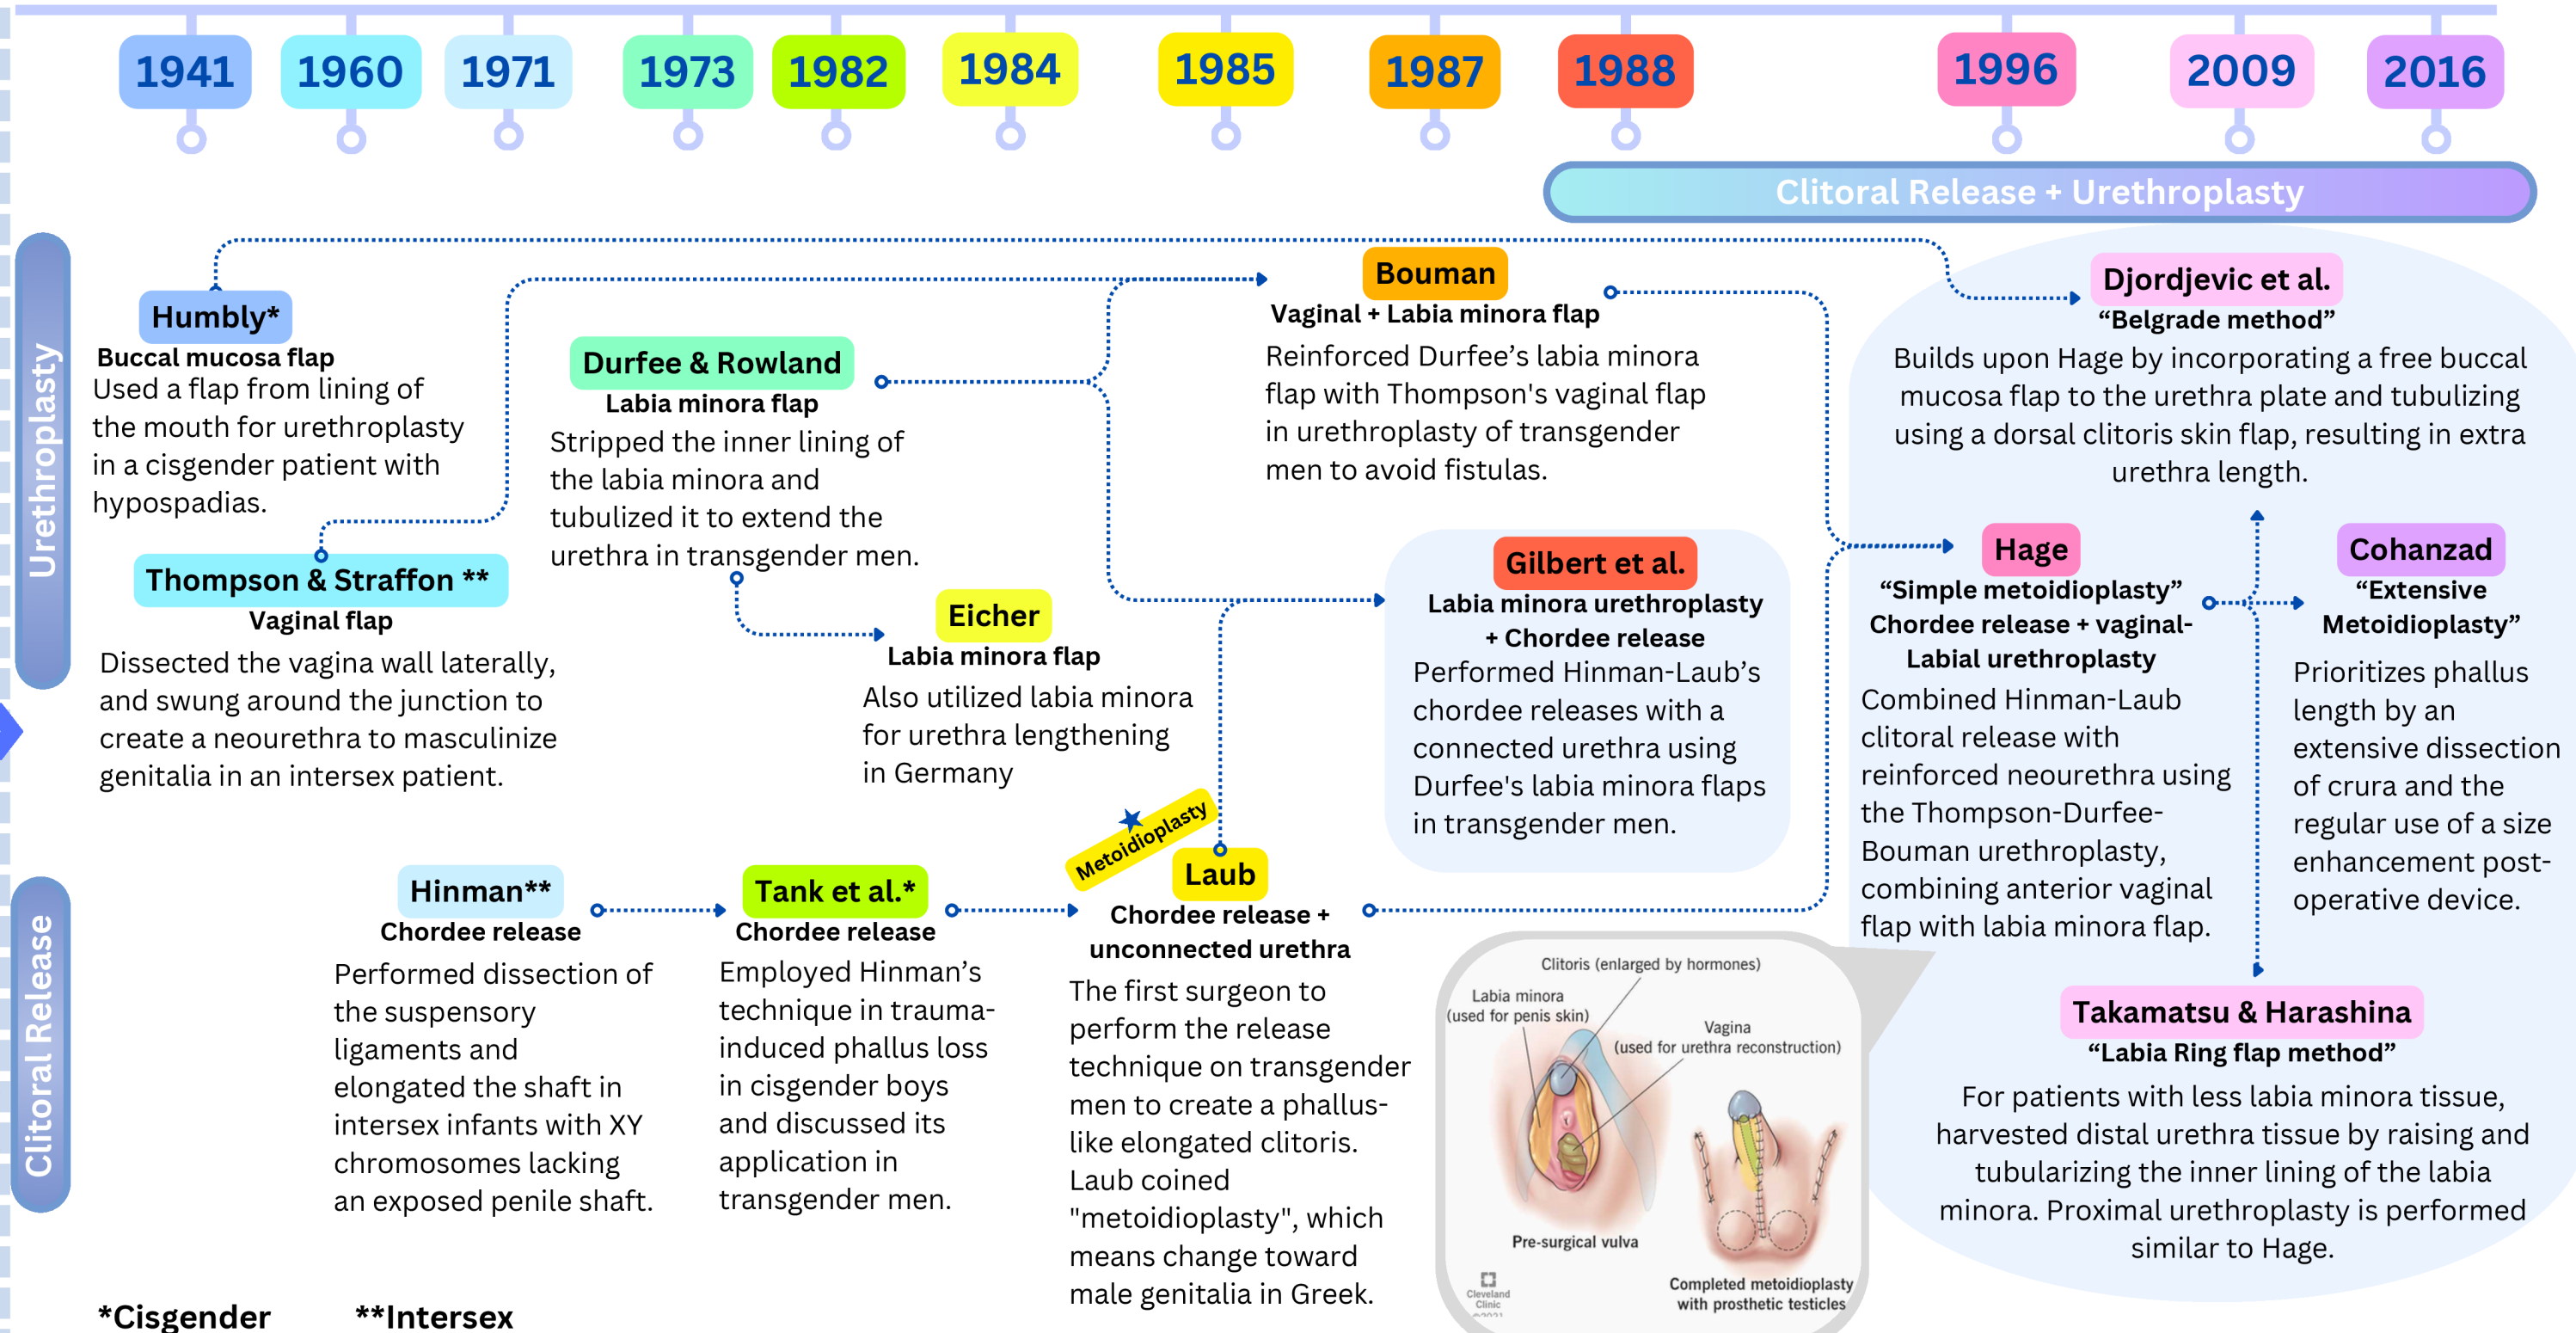 1941
1960
1971
1973
1982
1984
1985
1987
1988
1996
2009
2016
Clitoral Release + Urethroplasty
Urethroplasty
Humbly*
Buccal mucosa flap
Used a flap from lining of
the mouth for urethroplasty
in a cisgender patient with
hypospadias.
Thompson & Straffon **
Vaginal flap
Dissected the vagina wall laterally,
and swung around the junction to
create a neourethra to masculinize
genitalia in an intersex patient.
Durfee & Rowland
Labia minora flap
Stripped the inner lining of
the labia minora and
tubulized it to extend the
urethra in transgender men.
Eicher
Labia minora flap
Also utilized labia minora
for urethra lengthening
in Germany
Bouman
Vaginal + Labia minora flap
Reinforced Durfee’s labia minora
flap with Thompson's vaginal flap
in urethroplasty of transgender
men to avoid fistulas.
Gilbert et al.
Labia minora urethroplasty
+ Chordee release
Performed Hinman-Laub’s
chordee releases with a
connected urethra using
Durfee's labia minora flaps
in transgender men.
Djordjevic et al.
“Belgrade method”
Builds upon Hage by incorporating a free buccal
mucosa flap to the urethra plate and tubulizing
using a dorsal clitoris skin flap, resulting in extra
urethra length.
Hage
“Simple metoidioplasty”
Chordee release + vaginal-
Labial urethroplasty
Combined Hinman-Laub
clitoral release with
reinforced neourethra using
the Thompson-Durfee-
Bouman urethroplasty,
combining anterior vaginal
flap with labia minora flap.
Cohanzad
“Extensive
Metoidioplasty”
Prioritizes phallus
length by an
extensive dissection
of crura and the
regular use of a size
enhancement post-
operative device.
Takamatsu & Harashina
“Labia Ring flap method”
For patients with less labia minora tissue,
harvested distal urethra tissue by raising and
tubularizing the inner lining of the labia
minora. Proximal urethroplasty is performed
similar to Hage.
Clitoral Release
Hinman**
Chordee release
Performed dissection of
the suspensory
ligaments and
elongated the shaft in
intersex infants with XY
chromosomes lacking
an exposed penile shaft.
Tank et al.*
Chordee release
Employed Hinman’s
technique in trauma-
induced phallus loss
in cisgender boys
and discussed its
application in
transgender men.
Metoidioplasty
Laub
Chordee release +
unconnected urethra
The first surgeon to
perform the release
technique on transgender
men to create a phallus-
like elongated clitoris.
Laub coined
"metoidioplasty", which
means change toward
male genitalia in Greek.
Clitoris (enlarged by hormones)
Labia minora
(used for penis skin)
Vagina
(used for urethra reconstruction)
Pre-surgical vulva
Completed metoidioplasty
with prosthetic testicles
Cleveland
Clinic
*Cisgender
**Intersex